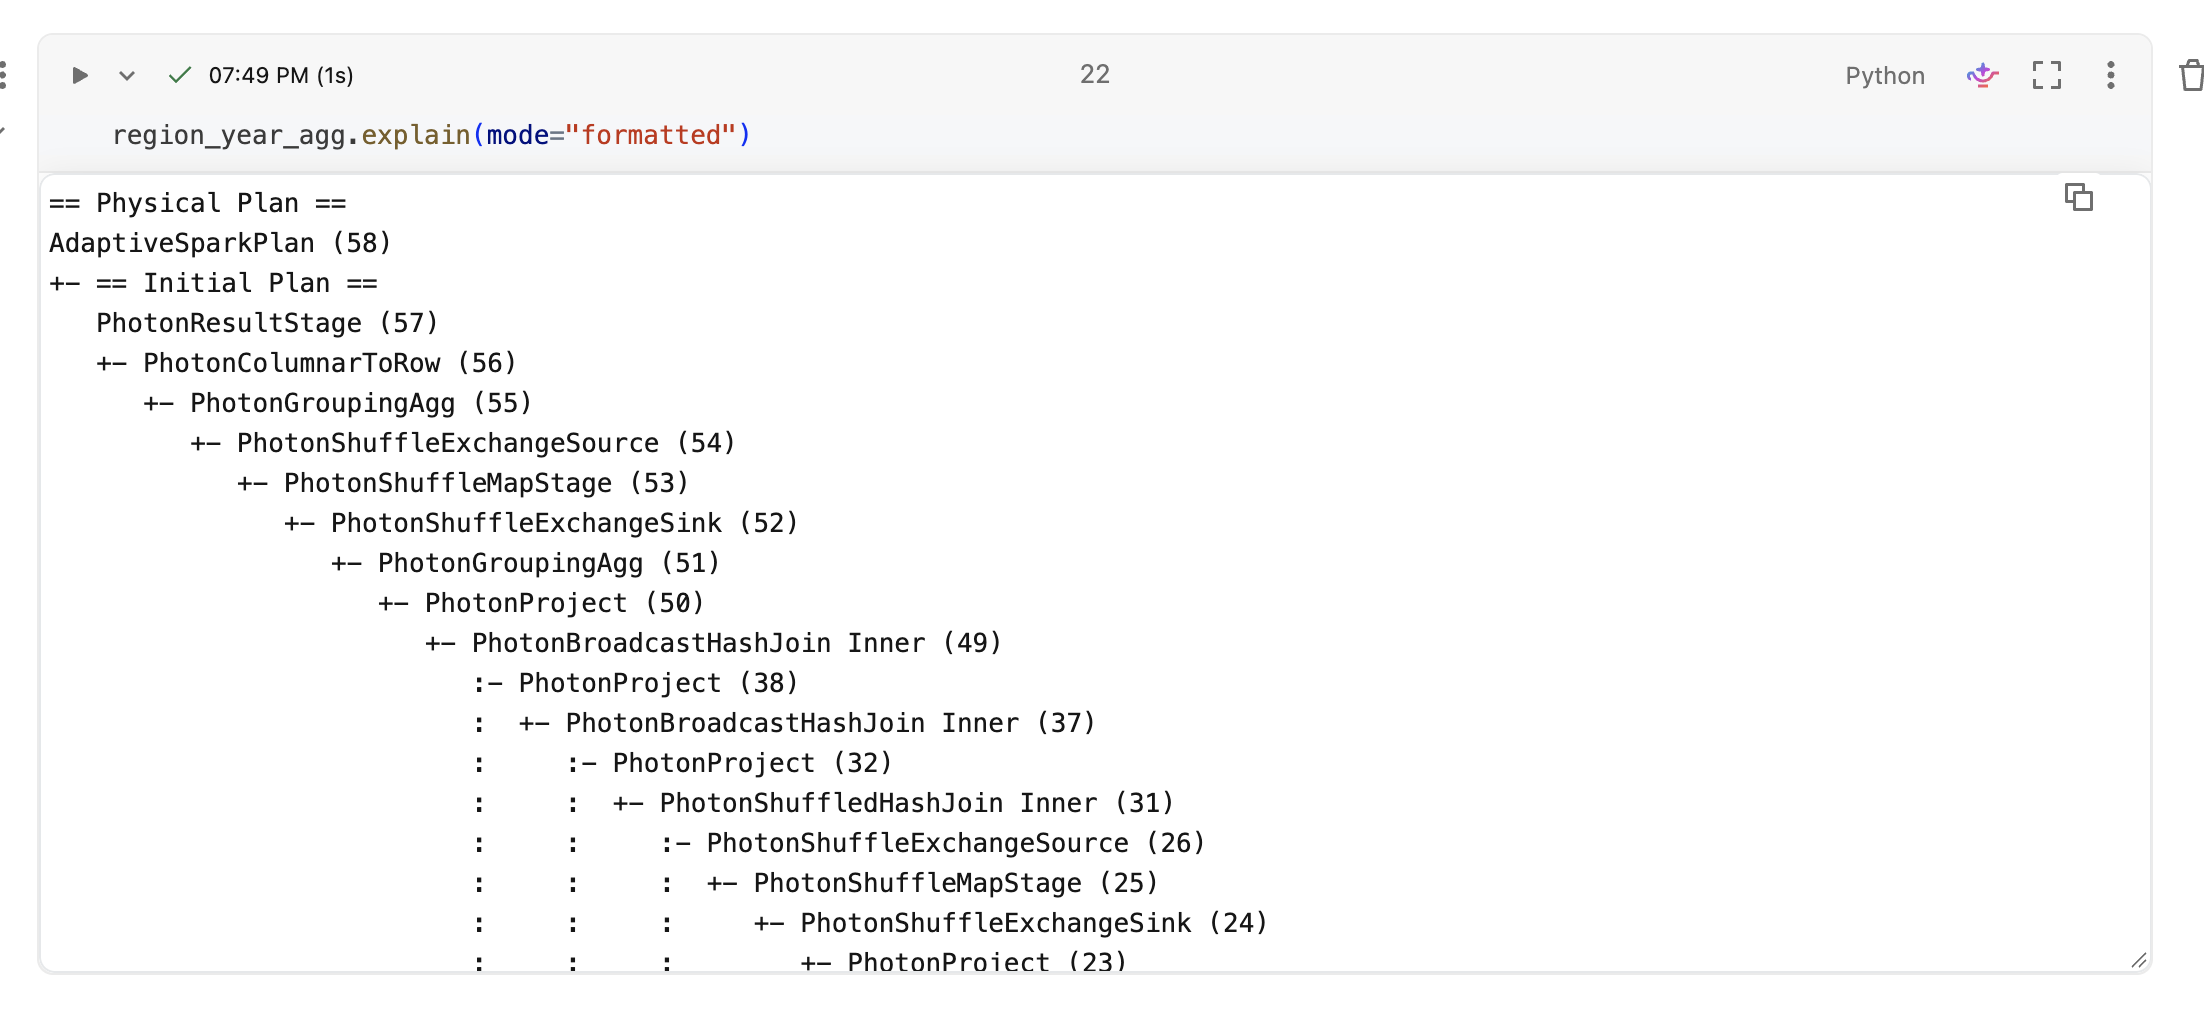 07:49 PM (1s)
22
Python
region_year_agg.explain(mode="formatted")
== Physical Plan ==
AdaptiveSparkPlan (58)
+- == Initial Plan ==
   PhotonResultStage (57)
   +- PhotonColumnarToRow (56)
      +- PhotonGroupingAgg (55)
         +- PhotonShuffleExchangeSource (54)
            +- PhotonShuffleMapStage (53)
               +- PhotonShuffleExchangeSink (52)
                  +- PhotonGroupingAgg (51)
                     +- PhotonProject (50)
                        +- PhotonBroadcastHashJoin Inner (49)
                           :- PhotonProject (38)
                           :  +- PhotonBroadcastHashJoin Inner (37)
                           :     :- PhotonProject (32)
                           :     :  +- PhotonShuffledHashJoin Inner (31)
                           :     :     :- PhotonShuffleExchangeSource (26)
                           :     :     :  +- PhotonShuffleMapStage (25)
                           :     :     :     +- PhotonShuffleExchangeSink (24)
                           :     :     :        +- PhotonProject (23)